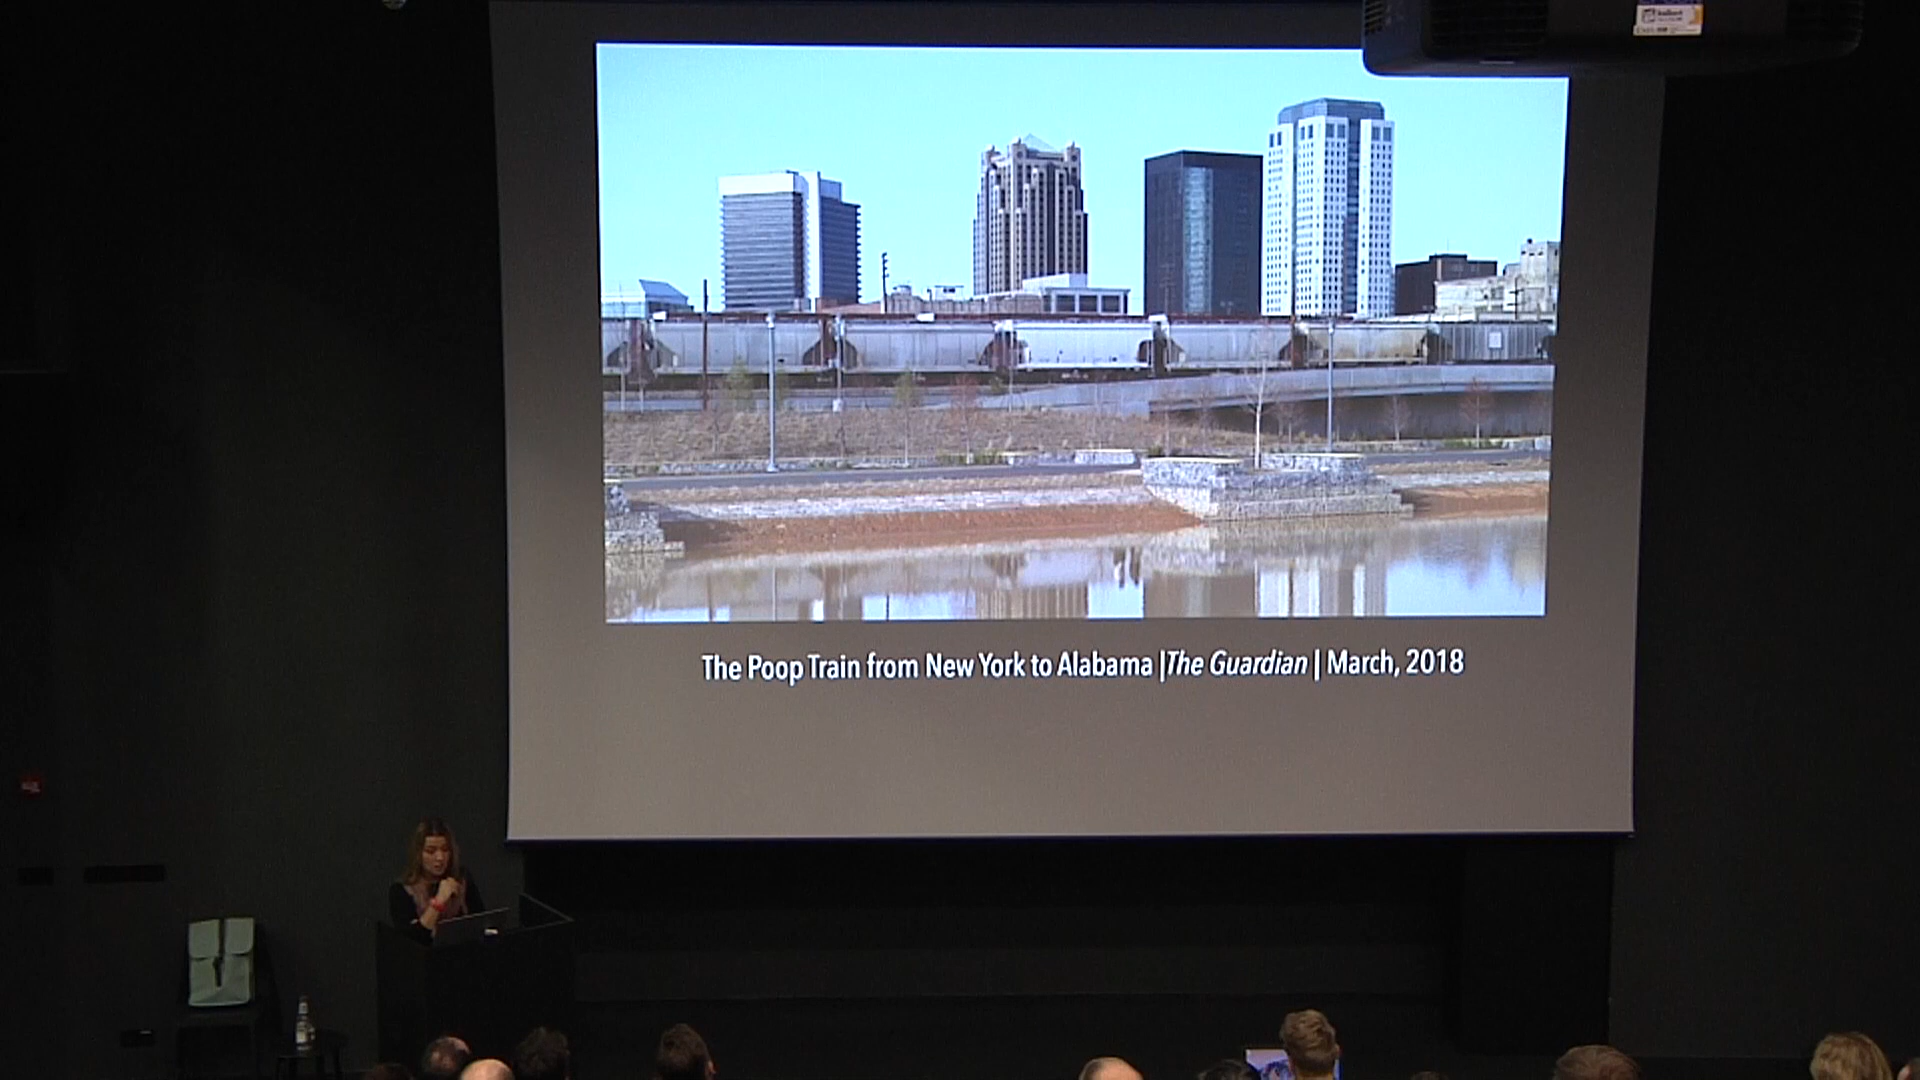 The Poop Train from New York to Alabama |The Guardian | March, 2018